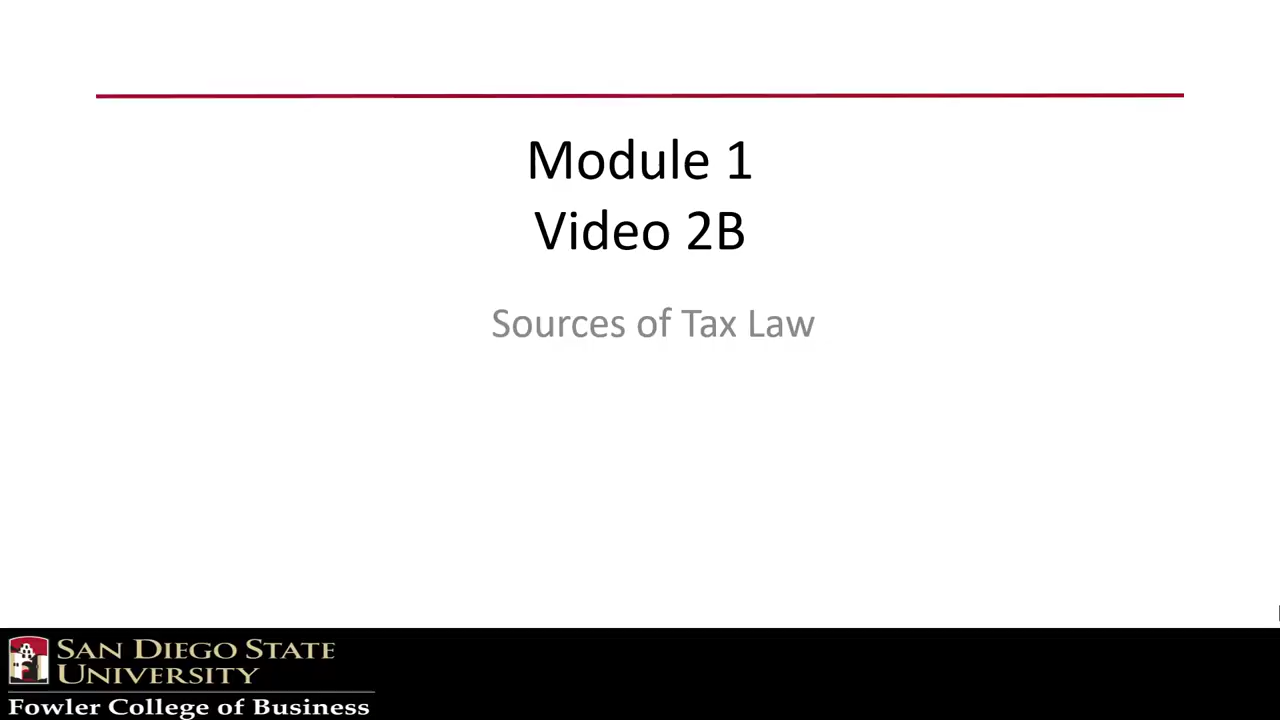 Module 1
Video 2B
Sources of Tax Law
SAN DIEGO STATE
UNIVERSITY
Fowler College of Business